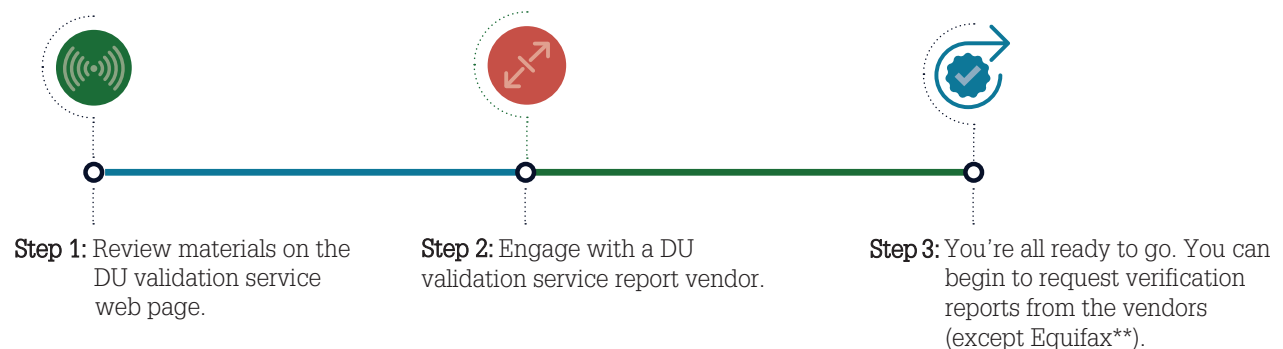 Step 1: Review materials on the
DU validation service
web page.
Step 2: Engage with a DU
validation service report vendor.
Step 3: You’re all ready to go. You can
begin to request verification
reports from the vendors
(except Equifax**).